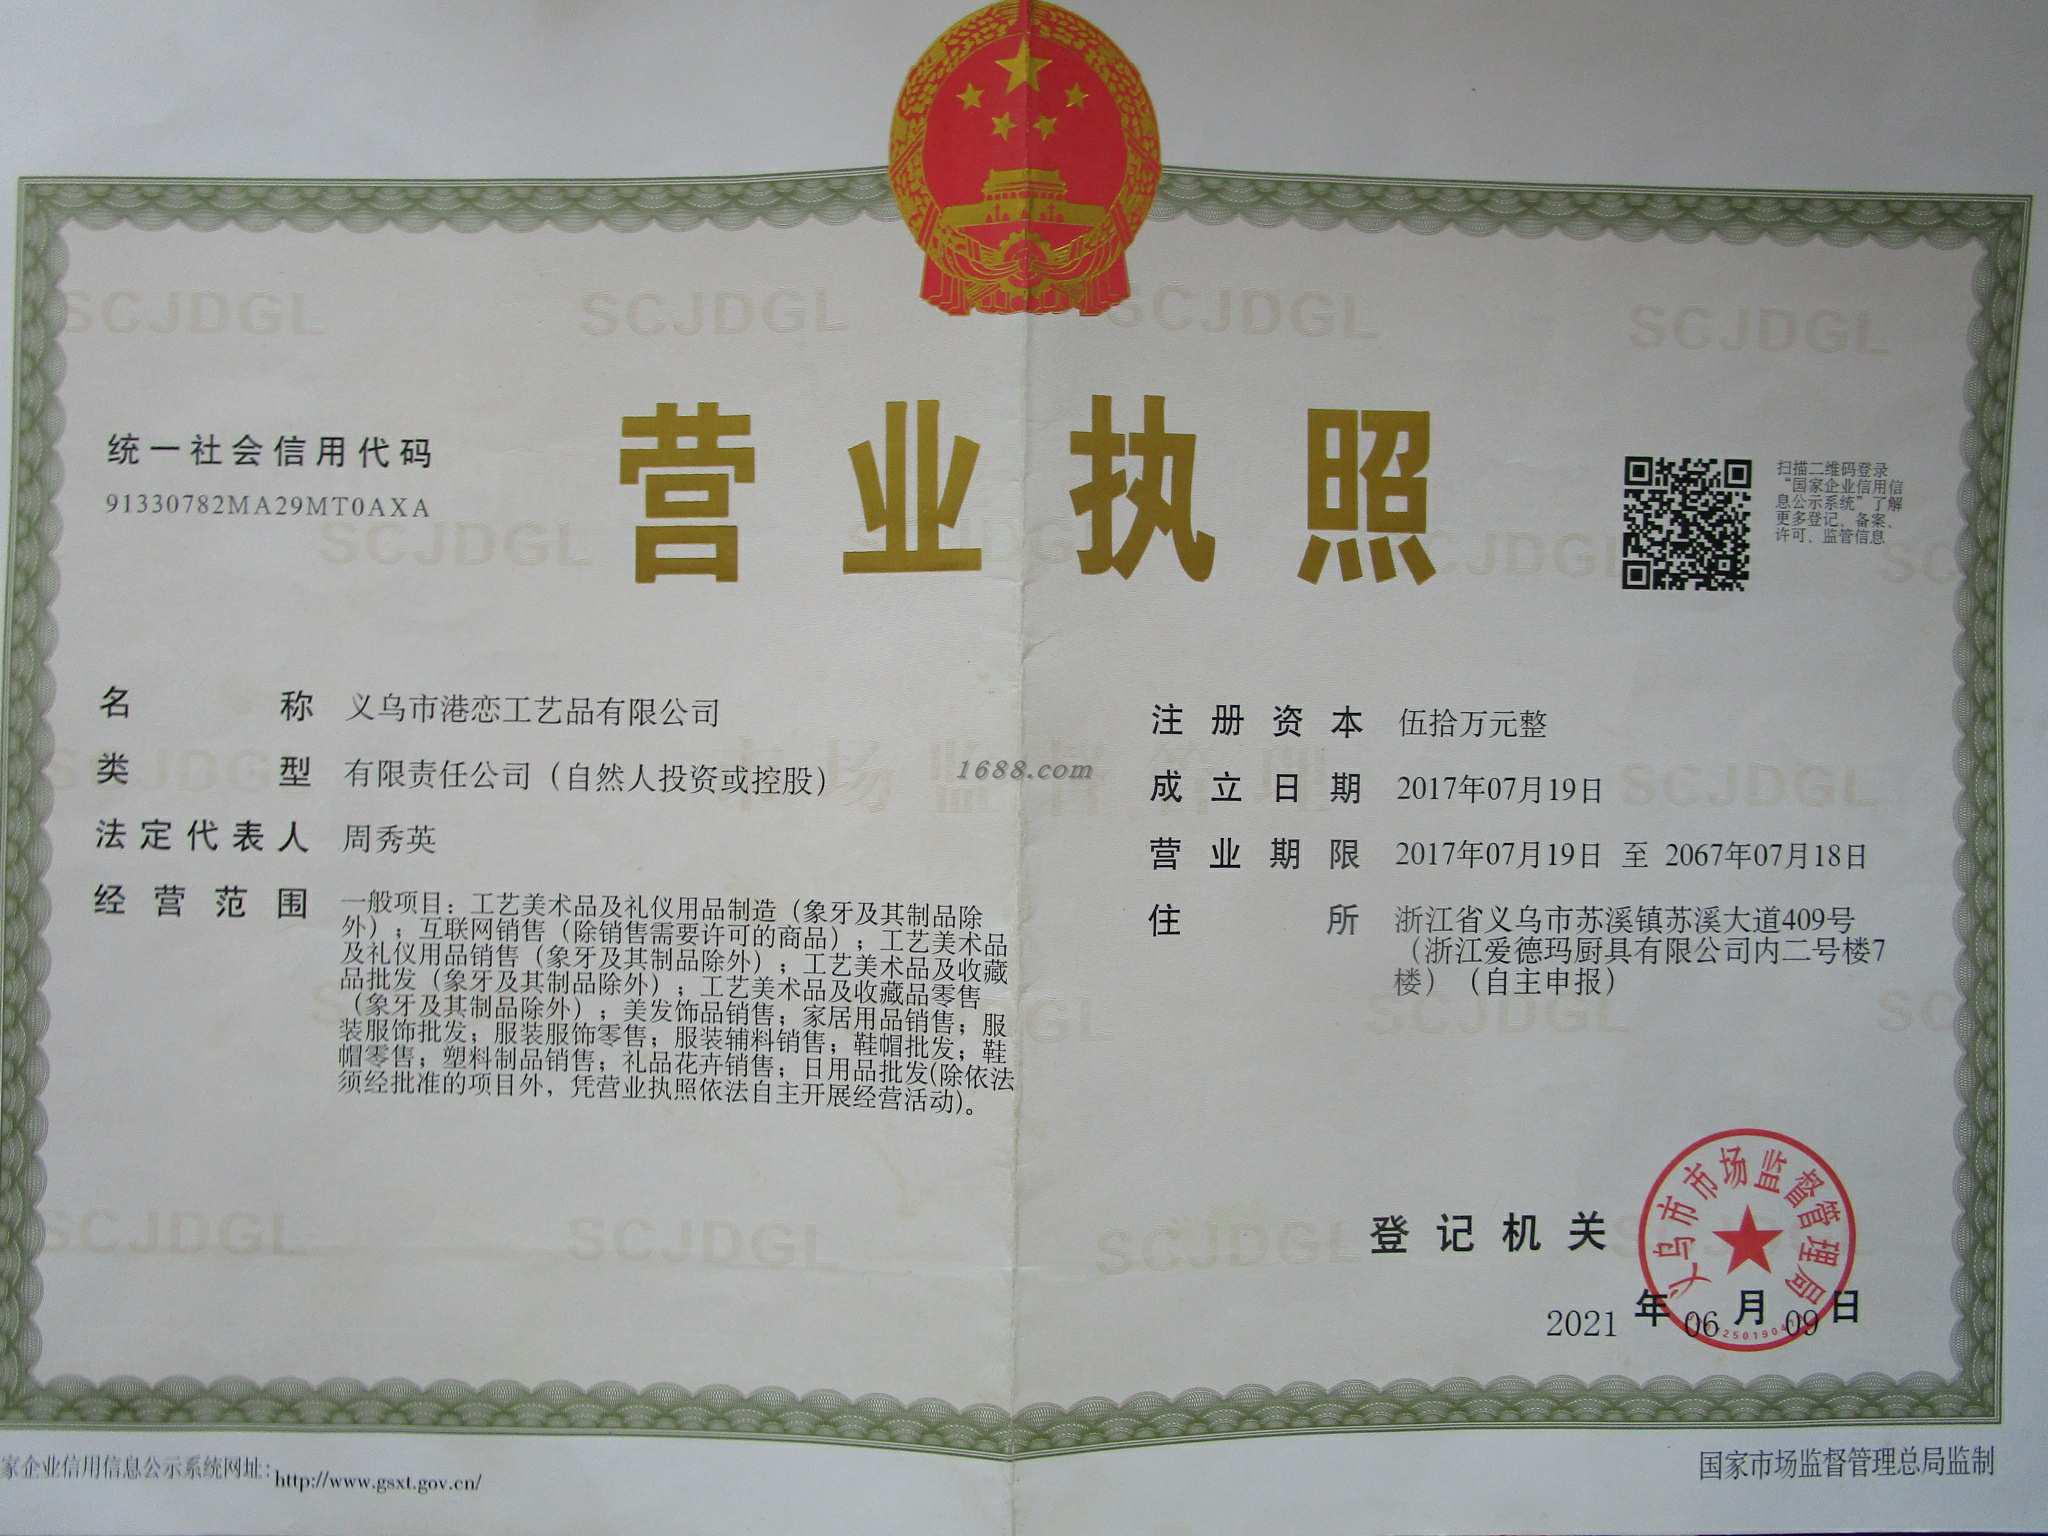 统一社会信用代码
91330782MA29MT0AXA
营业执照
扫描二维码登录
“国家企业信用信
息公示系统”了解
更多登记、备案、
许可、监管信息
名称 义乌市港恋工艺品有限公司
类型 有限责任公司（自然人投资或控股）
法定代表人 周秀英
经营范围 一般项目：工艺美术品及礼仪用品制造（象牙及其制品除
外）；互联网销售（除销售需要许可的商品）；工艺美术品
及礼仪用品销售（象牙及其制品除外）；工艺美术品及收藏
品批发（象牙及其制品除外）；工艺美术品及收藏品零售
（象牙及其制品除外）；美发饰品销售；家居用品销售；服
装服饰批发；服装服饰零售；服装辅料销售；鞋帽批发；鞋
帽零售；塑料制品销售；礼品花卉销售；日用品批发(除依法
须经批准的项目外，凭营业执照依法自主开展经营活动)。
注册资本 伍拾万元整
成立日期 2017年07月19日
营业期限 2017年07月19日 至 2067年07月18日
住所 浙江省义乌市苏溪镇苏溪大道409号
（浙江爱德玛厨具有限公司内二号楼7
楼）（自主申报）
1688.com
市场监督管理
SCJDGL
登记机关
义乌市市场监督管理局
2021年06月09日
家企业信用信息公示系统网址：http://www.gsxt.gov.cn/
国家市场监督管理总局监制